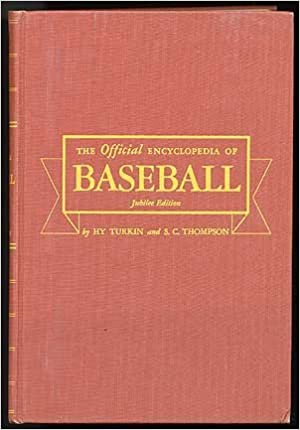 THE Official ENCYCLOPEDIA OF
BASEBALL
Jubilee Edition
by HY TURKIN and S. C. THOMPSON